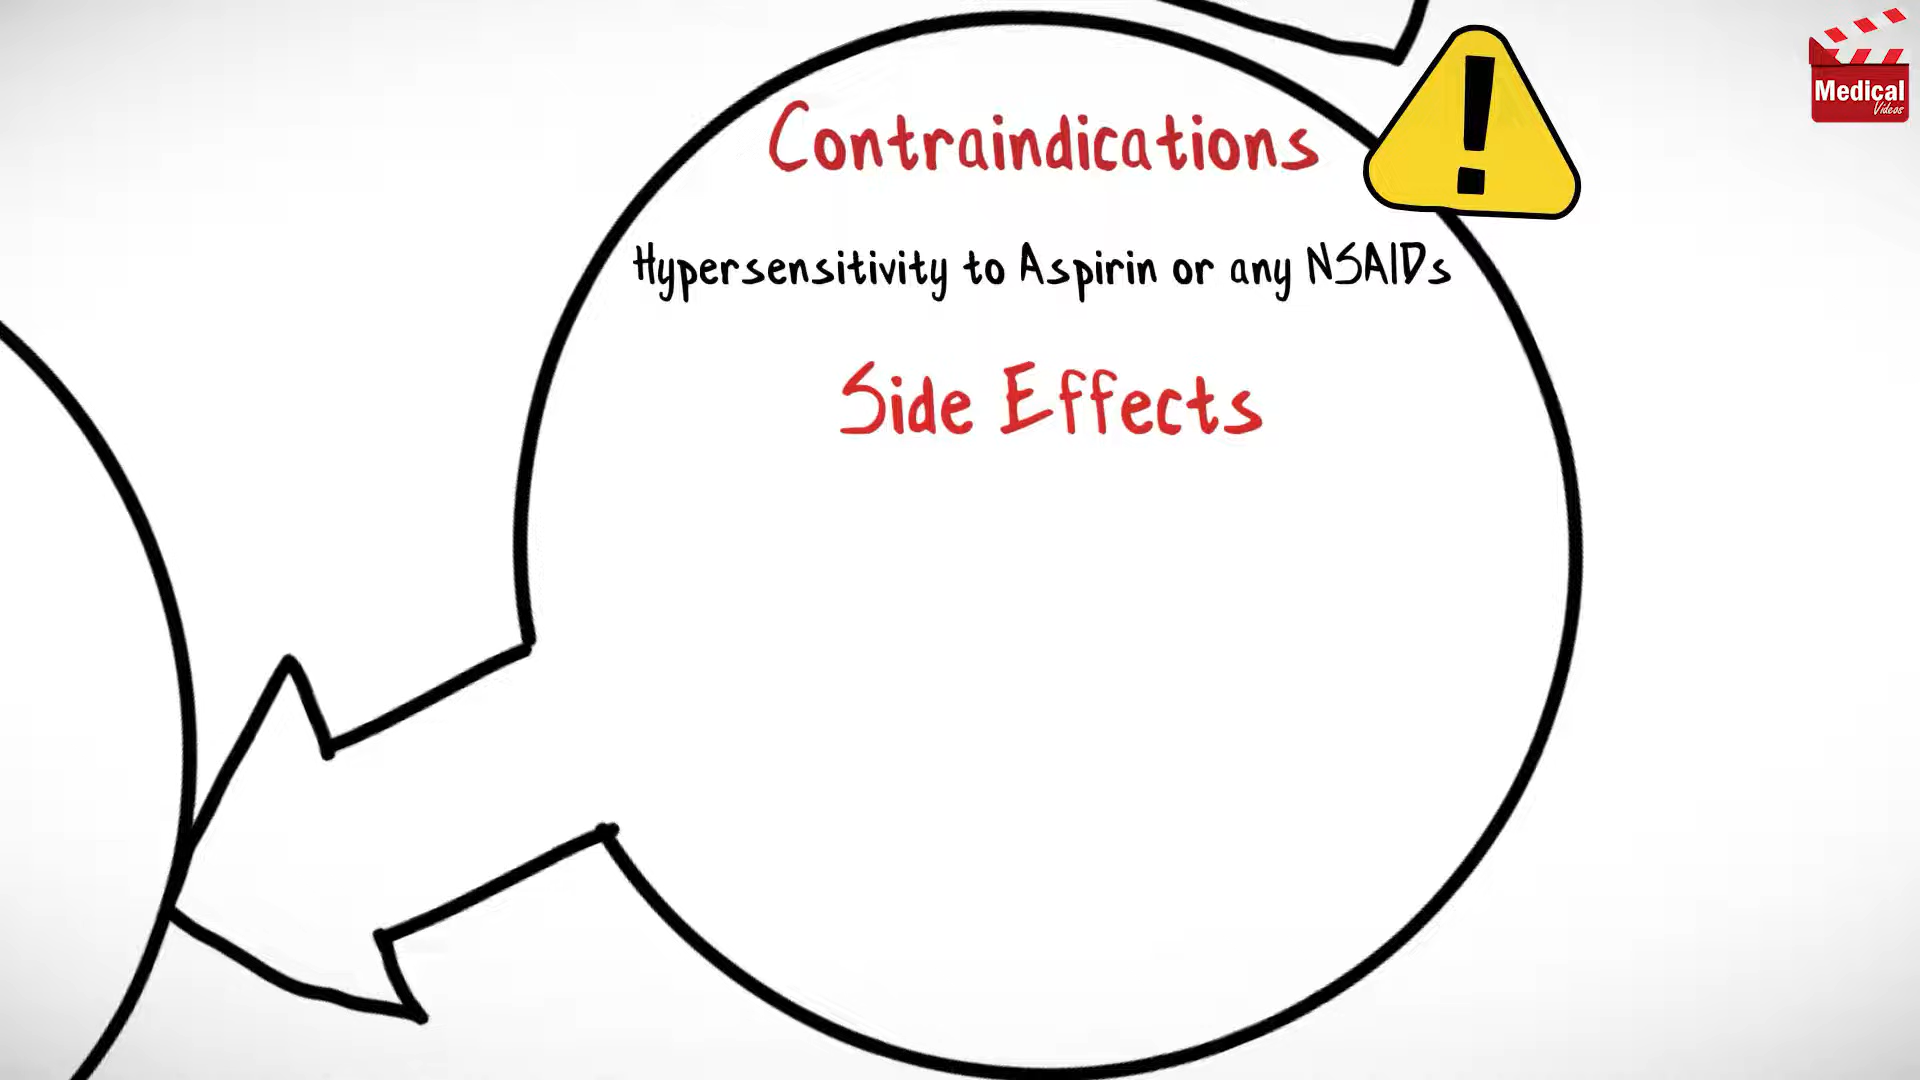 Contraindications
Hypersensitivity to Aspirin or any NSAIDs
Side Effects
Medical
Videos